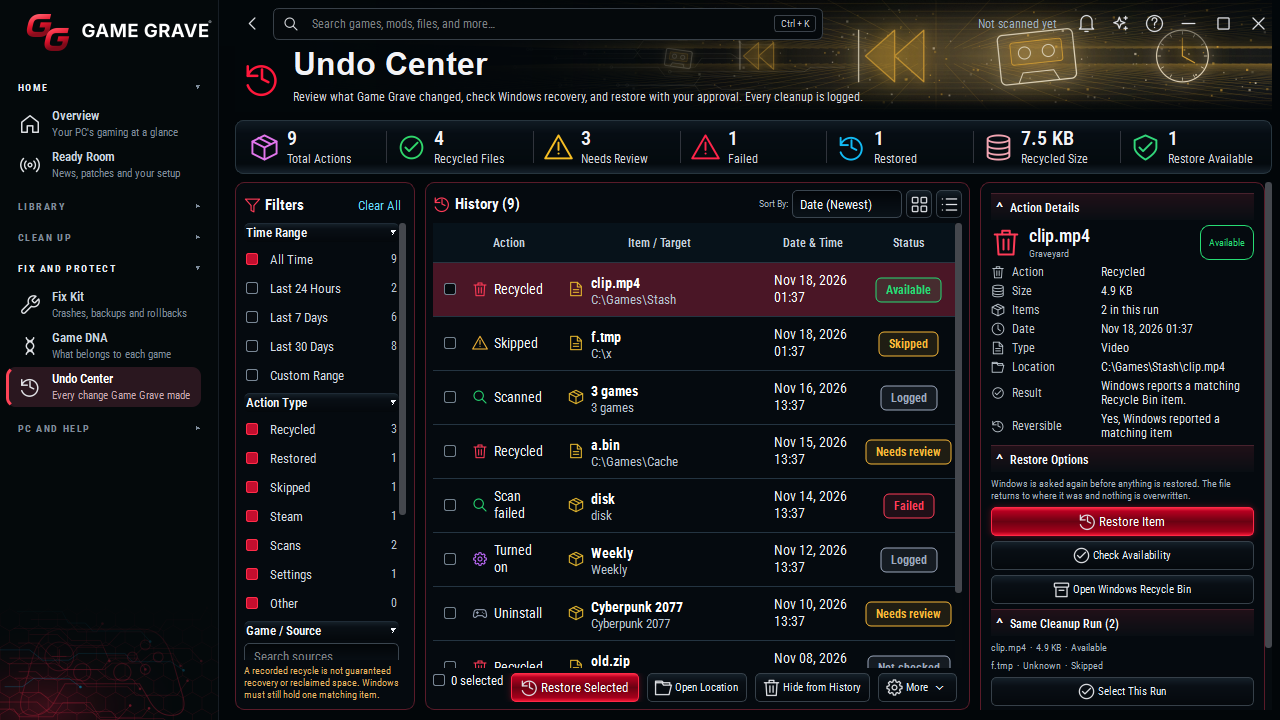 GAME GRAVE
HOME
Overview
Your PC's gaming at a glance
Ready Room
News, patches and your setup
LIBRARY
CLEAN UP
FIX AND PROTECT
Fix Kit
Crashes, backups and rollbacks
Game DNA
What belongs to each game
Undo Center
Every change Game Grave made
PC AND HELP
Search games, mods, files, and more...
Ctrl + K
Not scanned yet
Undo Center
Review what Game Grave changed, check Windows recovery, and restore with your approval. Every cleanup is logged.
9
Total Actions
4
Recycled Files
3
Needs Review
1
Failed
1
Restored
7.5 KB
Recycled Size
1
Restore Available
Filters
Clear All
Time Range
All Time 9
Last 24 Hours 2
Last 7 Days 6
Last 30 Days 8
Custom Range
Action Type
Recycled 3
Restored 1
Skipped 1
Steam 1
Scans 2
Settings 1
Other 0
Game / Source
Search sources
A recorded recycle is not guaranteed
recovery or reclaimed space. Windows
must still hold one matching item.
History (9)
Sort By: Date (Newest)
Action Item / Target Date & Time Status
Recycled clip.mp4 C:\Games\Stash Nov 18, 2026 01:37 Available
Skipped f.tmp C:\x Nov 18, 2026 01:37 Skipped
Scanned 3 games 3 games Nov 16, 2026 13:37 Logged
Recycled a.bin C:\Games\Cache Nov 15, 2026 13:37 Needs review
Scan failed disk disk Nov 14, 2026 13:37 Failed
Turned on Weekly Weekly Nov 12, 2026 13:37 Logged
Uninstall Cyberpunk 2077 Cyberpunk 2077 Nov 10, 2026 13:37 Needs review
Recycled old.zip Nov 08, 2026 Not checked
0 selected
Restore Selected
Open Location
Hide from History
More
Action Details
clip.mp4
Graveyard
Available
Action Recycled
Size 4.9 KB
Items 2 in this run
Date Nov 18, 2026 01:37
Type Video
Location C:\Games\Stash\clip.mp4
Result Windows reports a matching
Recycle Bin item.
Reversible Yes, Windows reported a
matching item
Restore Options
Windows is asked again before anything is restored. The file
returns to where it was and nothing is overwritten.
Restore Item
Check Availability
Open Windows Recycle Bin
Same Cleanup Run (2)
clip.mp4 · 4.9 KB · Available
f.tmp · Unknown · Skipped
Select This Run